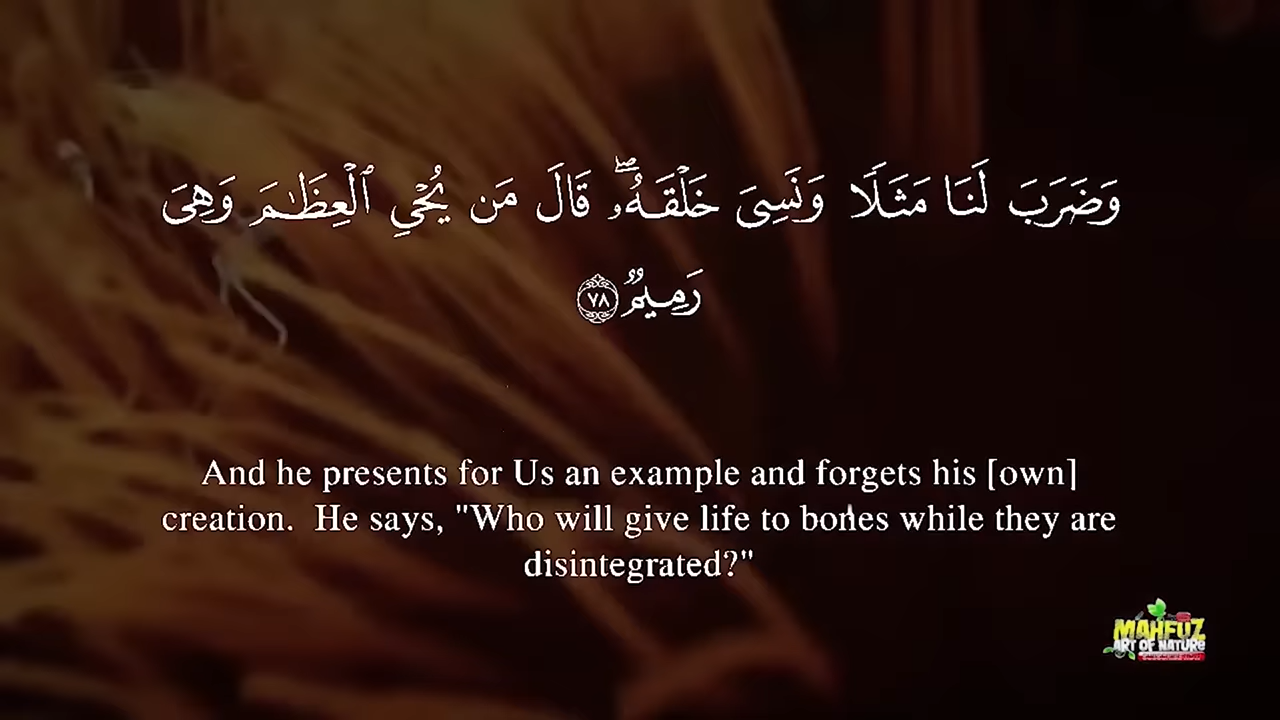 وَضَرَبَ لَنَا مَثَلًا وَنَسِىَ خَلْقَهُۥ ۖ قَالَ مَن يُحْىِ ٱلْعِظَٰمَ وَهِىَ
رَمِيمٌ ٧٨
And he presents for Us an example and forgets his [own]
creation.  He says, "Who will give life to bones while they are
disintegrated?"
MAHFUZ
ART OF NATURE